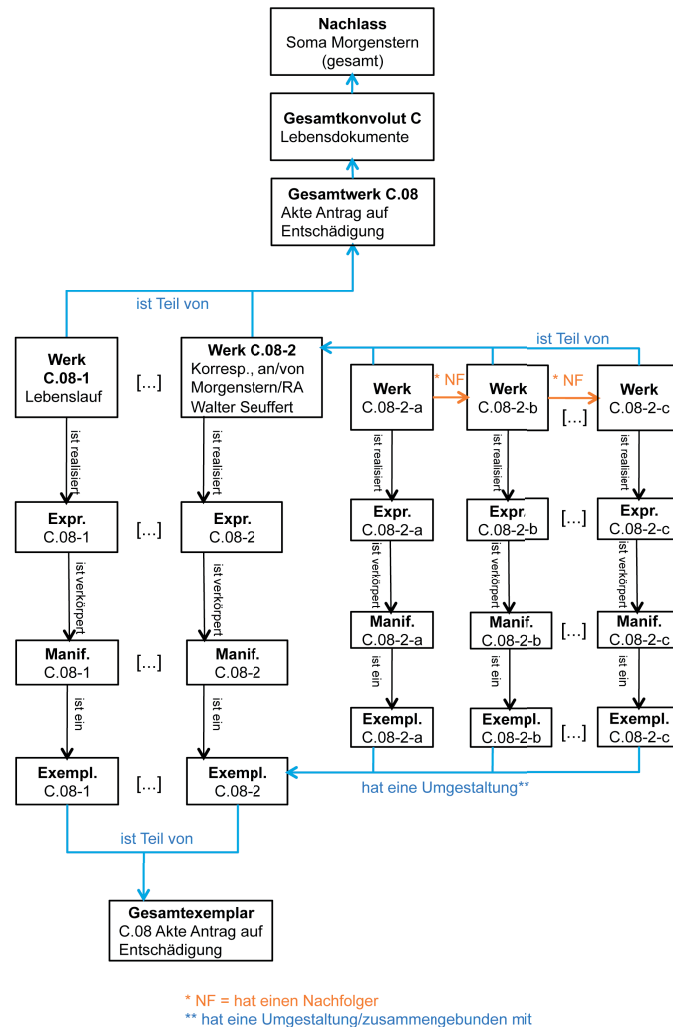 Nachlass
Soma Morgenstern
(gesamt)
Gesamtkonvolut C
Lebensdokumente
Gesamtwerk C.08
Akte Antrag auf
Entschädigung
ist Teil von
ist Teil von
Werk
C.08-1
Lebenslauf
[...]
Werk C.08-2
Korresp., an/von
Morgenstern/RA
Walter Seuffert
Werk
C.08-2-a
* NF
Werk
C.08-2-b
* NF
[...]
Werk
C.08-2-c
ist realisiert
ist realisiert
ist realisiert
ist realisiert
ist realisiert
Expr.
C.08-1
[...]
Expr.
C.08-2
Expr.
C.08-2-a
Expr.
C.08-2-b
[...]
Expr.
C.08-2-c
ist verkörpert
ist verkörpert
ist verkörpert
ist verkörpert
ist verkörpert
Manif.
C.08-1
[...]
Manif.
C.08-2
Manif.
C.08-2-a
Manif.
C.08-2-b
[...]
Manif.
C.08-2-c
ist ein
ist ein
ist ein
ist ein
ist ein
Exempl.
C.08-1
[...]
Exempl.
C.08-2
Exempl.
C.08-2-a
Exempl.
C.08-2-b
[...]
Exempl.
C.08-2-c
hat eine Umgestaltung**
ist Teil von
Gesamtexemplar
C.08 Akte Antrag auf
Entschädigung
* NF = hat einen Nachfolger
** hat eine Umgestaltung/zusammengebunden mit